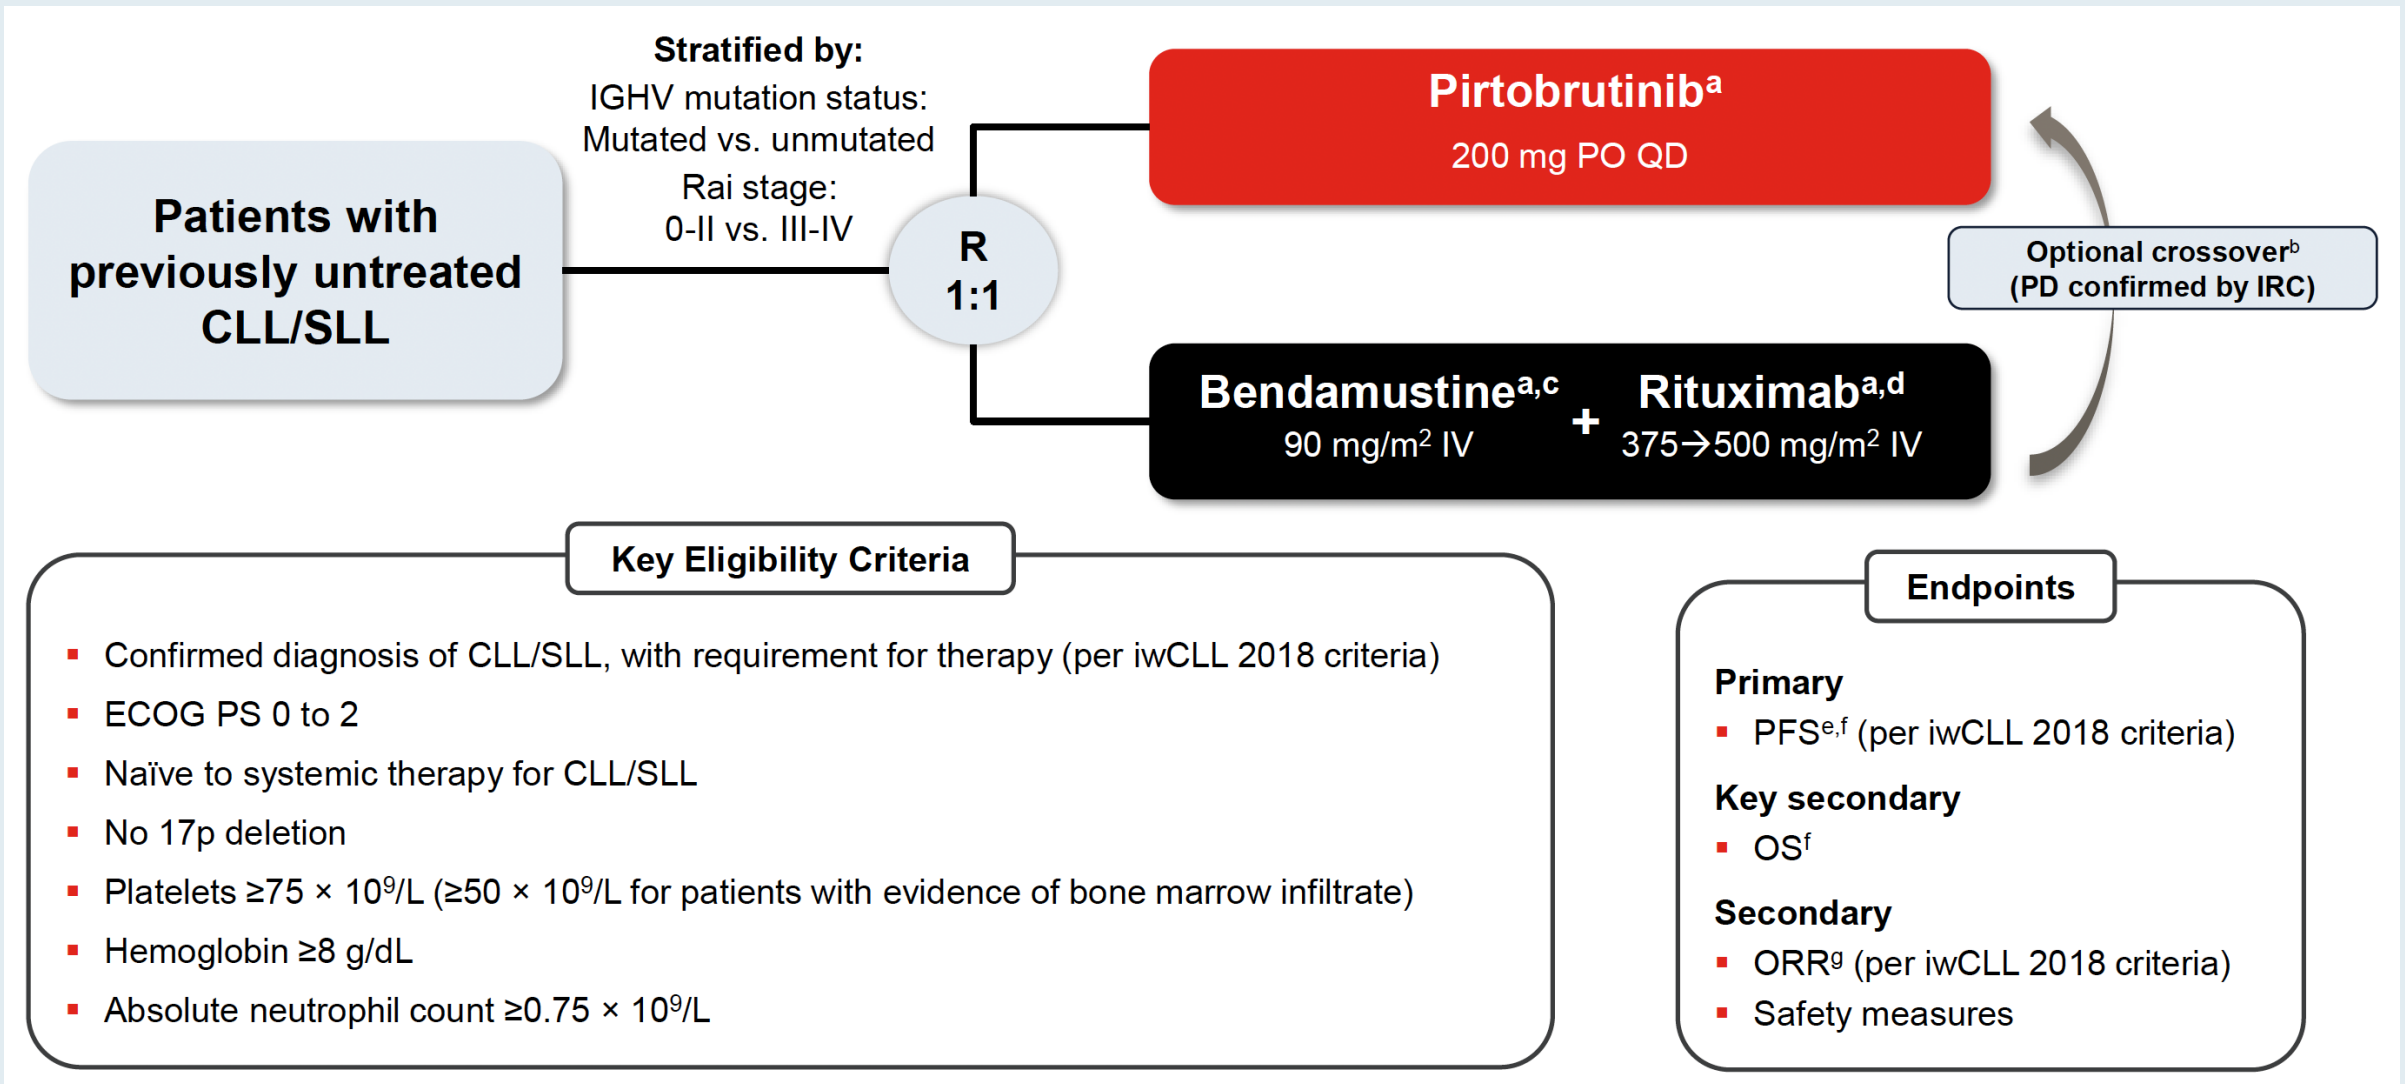 Stratified by:
IGHV mutation status:
Mutated vs. unmutated
Rai stage:
0-II vs. III-IV
Patients with
previously untreated
CLL/SLL
R
1:1
Pirtobrutinibᵃ
200 mg PO QD
Optional crossoverᵇ
(PD confirmed by IRC)
Bendamustineᵃ,ᶜ + Rituximabᵃ,ᵈ
90 mg/m² IV 375→500 mg/m² IV
Key Eligibility Criteria
▪ Confirmed diagnosis of CLL/SLL, with requirement for therapy (per iwCLL 2018 criteria)
▪ ECOG PS 0 to 2
▪ Naïve to systemic therapy for CLL/SLL
▪ No 17p deletion
▪ Platelets ≥75 × 10⁹/L (≥50 × 10⁹/L for patients with evidence of bone marrow infiltrate)
▪ Hemoglobin ≥8 g/dL
▪ Absolute neutrophil count ≥0.75 × 10⁹/L
Endpoints
Primary
▪ PFSᵉ,ᶠ (per iwCLL 2018 criteria)
Key secondary
▪ OSᶠ
Secondary
▪ ORRᵍ (per iwCLL 2018 criteria)
▪ Safety measures